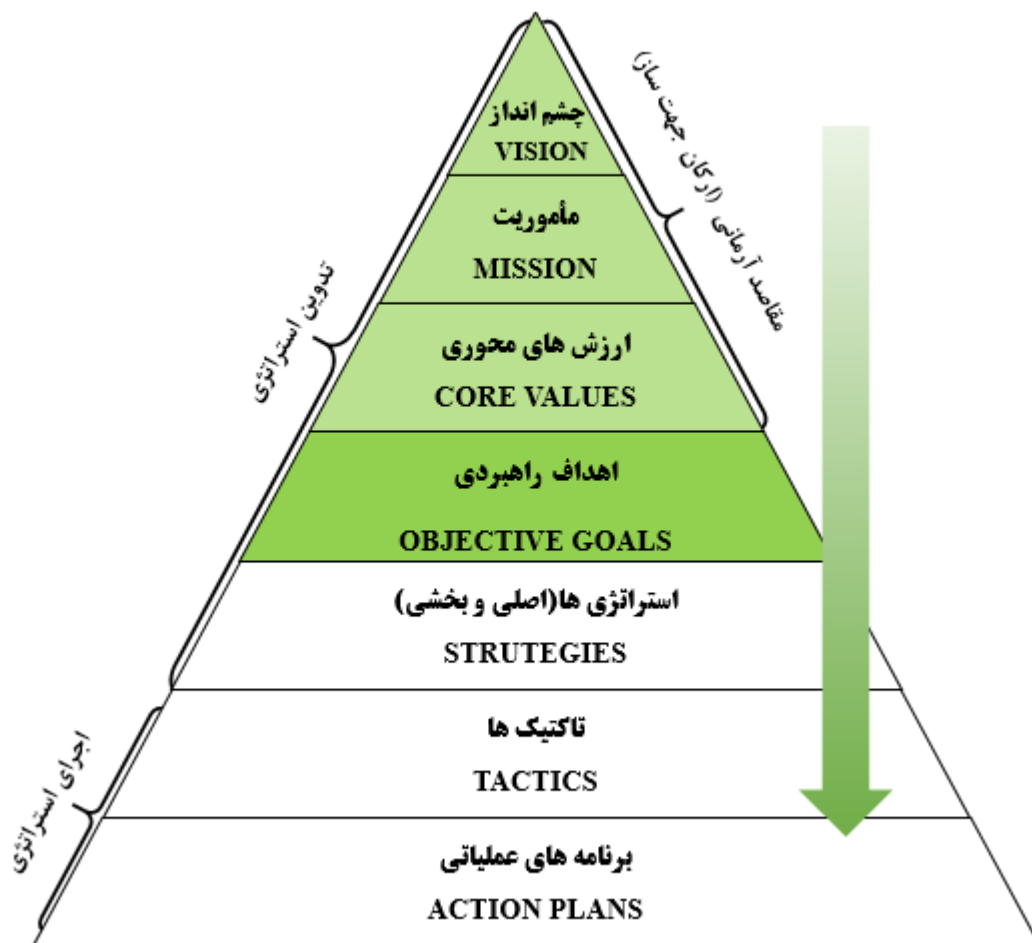 چشم انداز
VISION
مأموریت
MISSION
ارزش های محوری
CORE VALUES
اهداف راهبردی
OBJECTIVE GOALS
استراتژی ها(اصلی و بخشی)
STRUTEGIES
تاکتیک ها
TACTICS
برنامه های عملیاتی
ACTION PLANS
مقاصد آرمانی (ارکان جهت ساز)
تدوین استراتژی
اجرای استراتژی